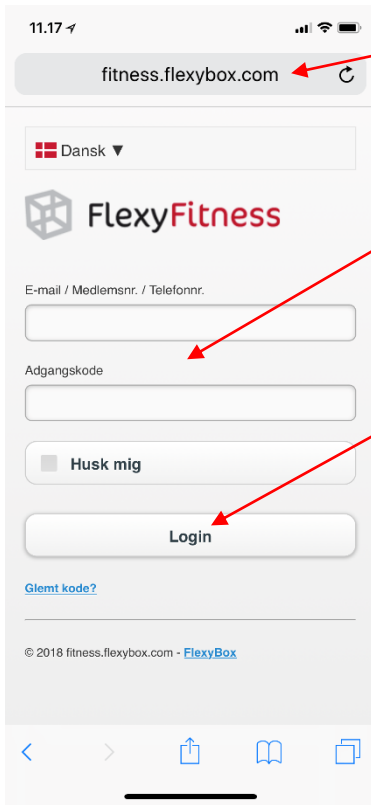 11.17
fitness.flexybox.com
Dansk ▼
FlexyFitness
E-mail / Medlemsnr. / Telefonnr.
Adgangskode
Husk mig
Login
Glemt kode?
© 2018 fitness.flexybox.com - FlexyBox